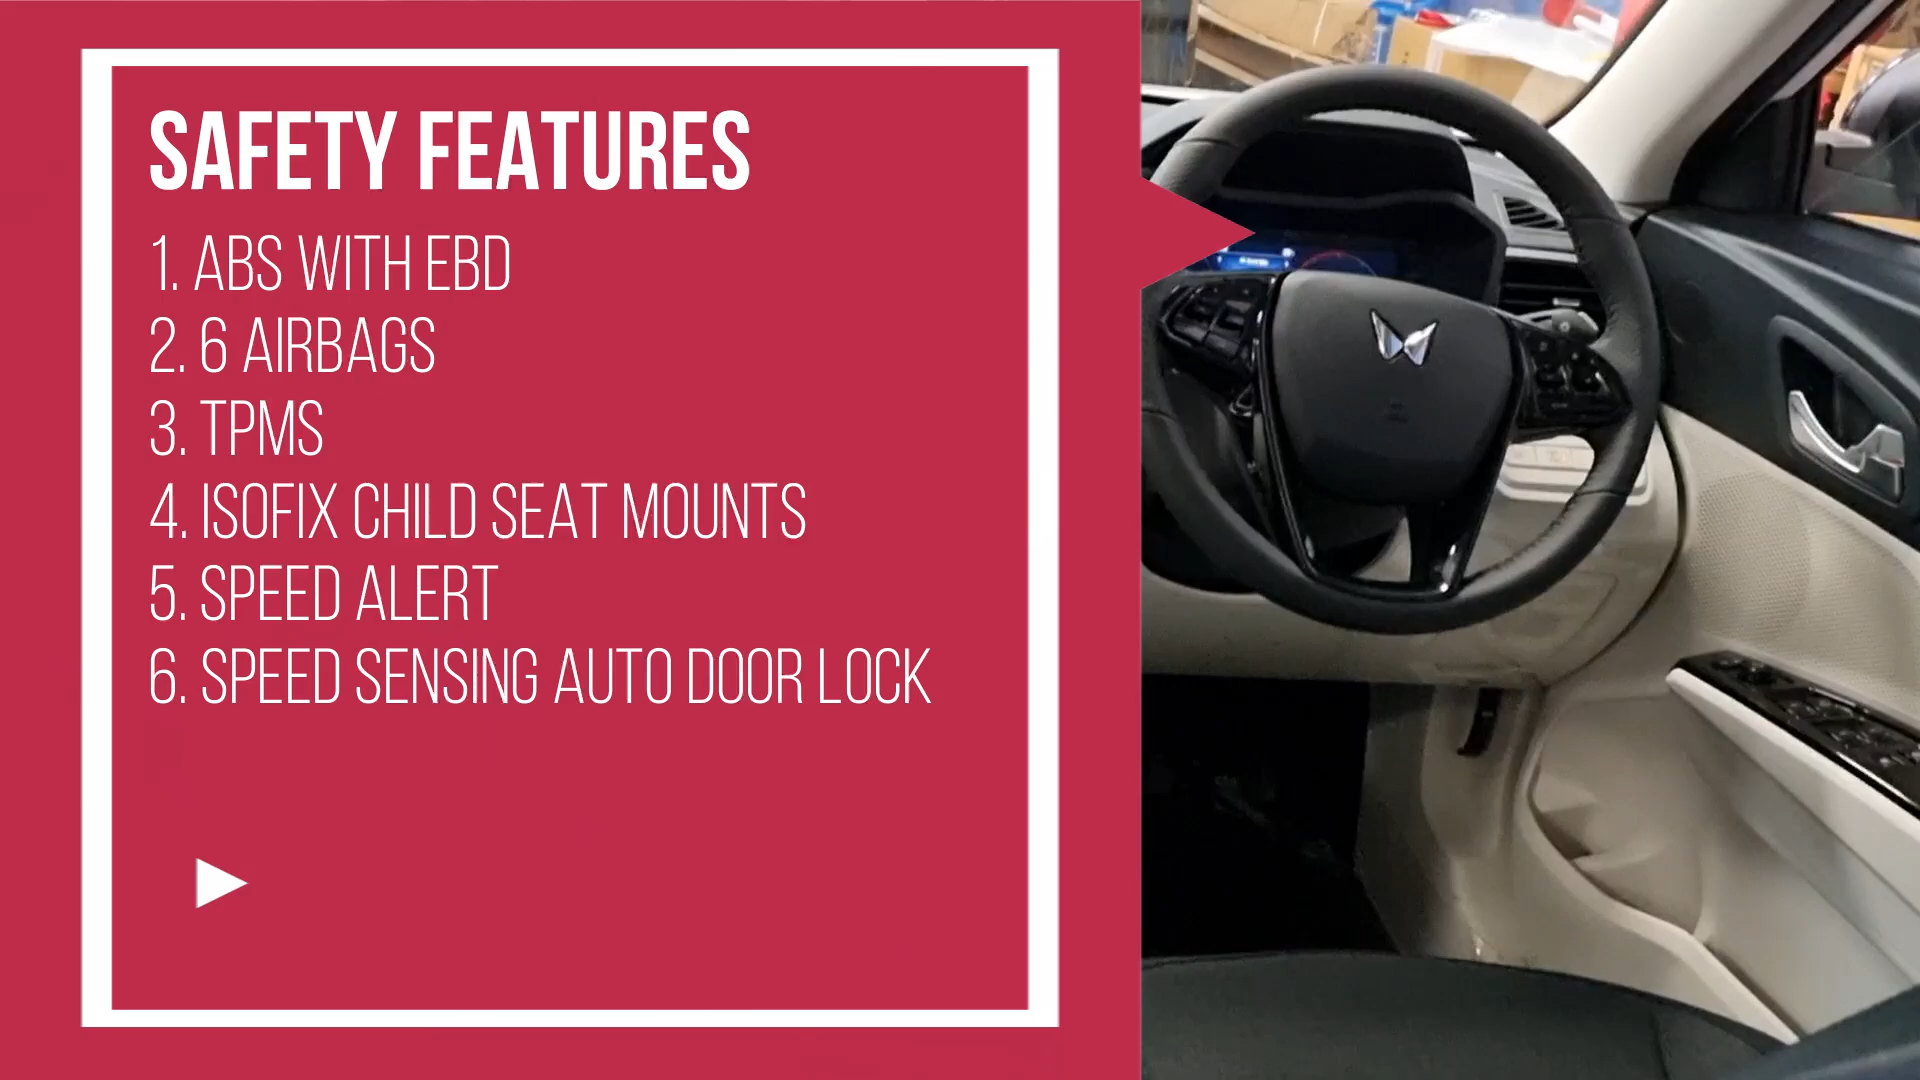 SAFETY FEATURES
1. ABS WITH EBD
2. 6 AIRBAGS
3. TPMS
4. ISOFIX CHILD SEAT MOUNTS
5. SPEED ALERT
6. SPEED SENSING AUTO DOOR LOCK